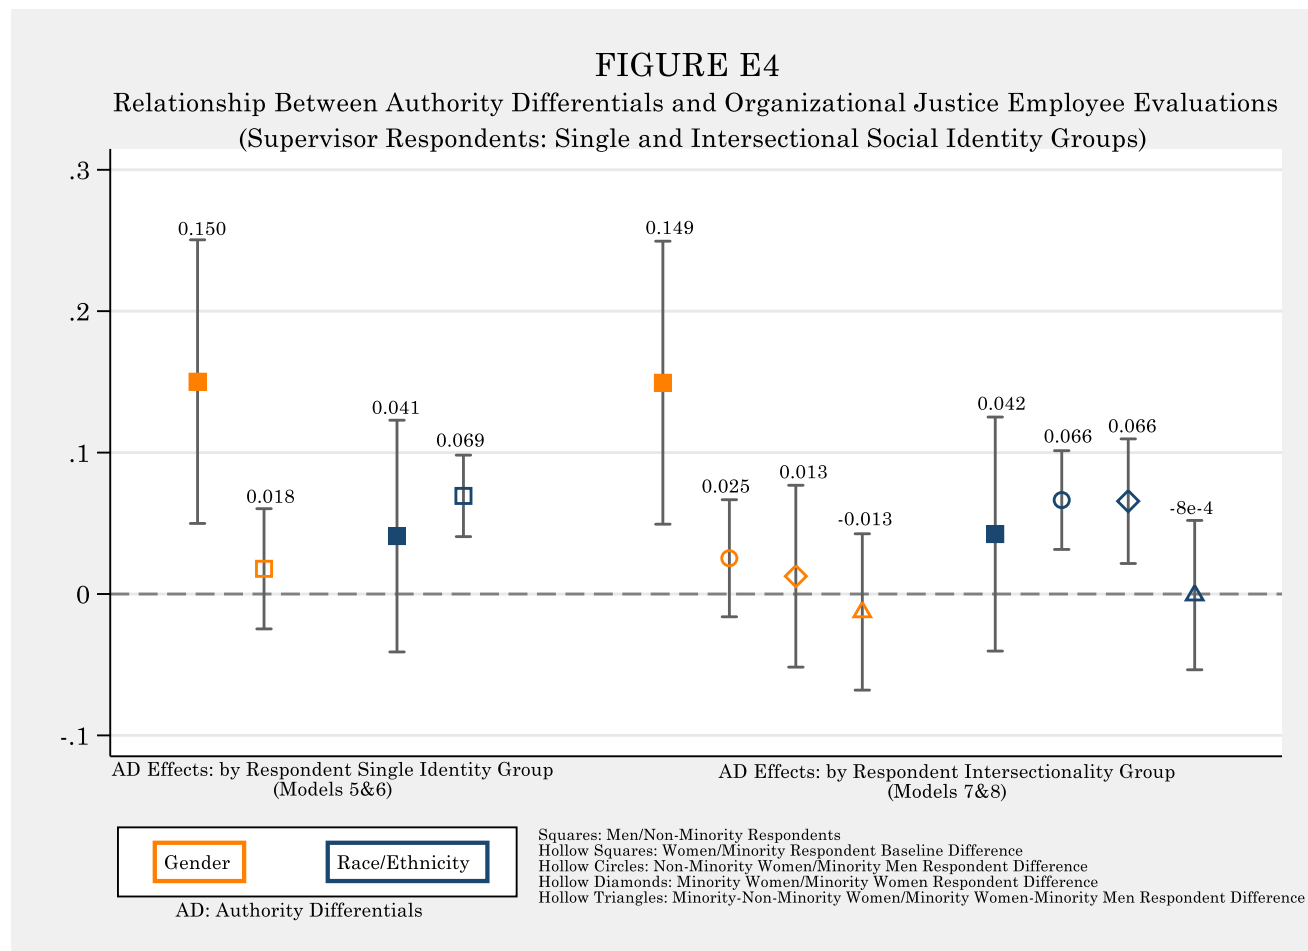 FIGURE E4
Relationship Between Authority Differentials and Organizational Justice Employee Evaluations
(Supervisor Respondents: Single and Intersectional Social Identity Groups)
.3
.2
.1
0
-.1
0.150
0.018
0.041
0.069
0.149
0.025
0.013
-0.013
0.042
0.066
0.066
-8e-4
AD Effects: by Respondent Single Identity Group
(Models 5&6)
AD Effects: by Respondent Intersectionality Group
(Models 7&8)
Gender
Race/Ethnicity
AD: Authority Differentials
Squares: Men/Non-Minority Respondents
Hollow Squares: Women/Minority Respondent Baseline Difference
Hollow Circles: Non-Minority Women/Minority Men Respondent Difference
Hollow Diamonds: Minority Women/Minority Women Respondent Difference
Hollow Triangles: Minority-Non-Minority Women/Minority Women-Minority Men Respondent Difference